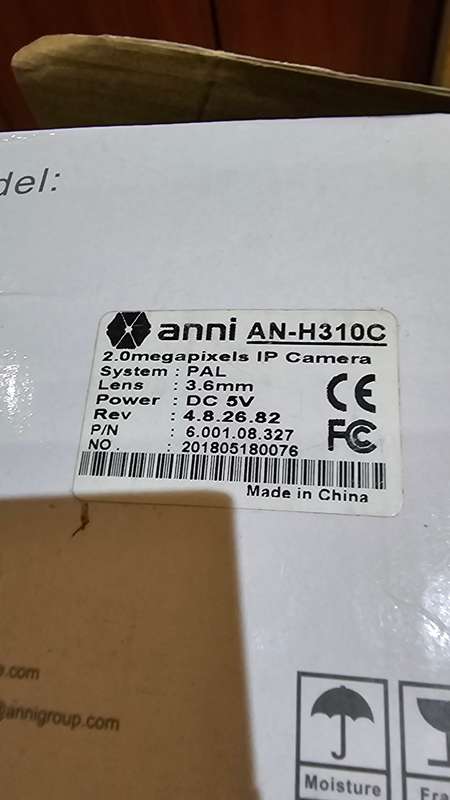 del:
anni AN-H310C
2.0megapixels IP Camera
System : PAL
Lens : 3.6mm
Power : DC 5V
Rev : 4.8.26.82
P/N : 6.001.08.327
NO. : 201805180076
CE
FC
Made in China
.com
@annigroup.com
Moisture
Fra